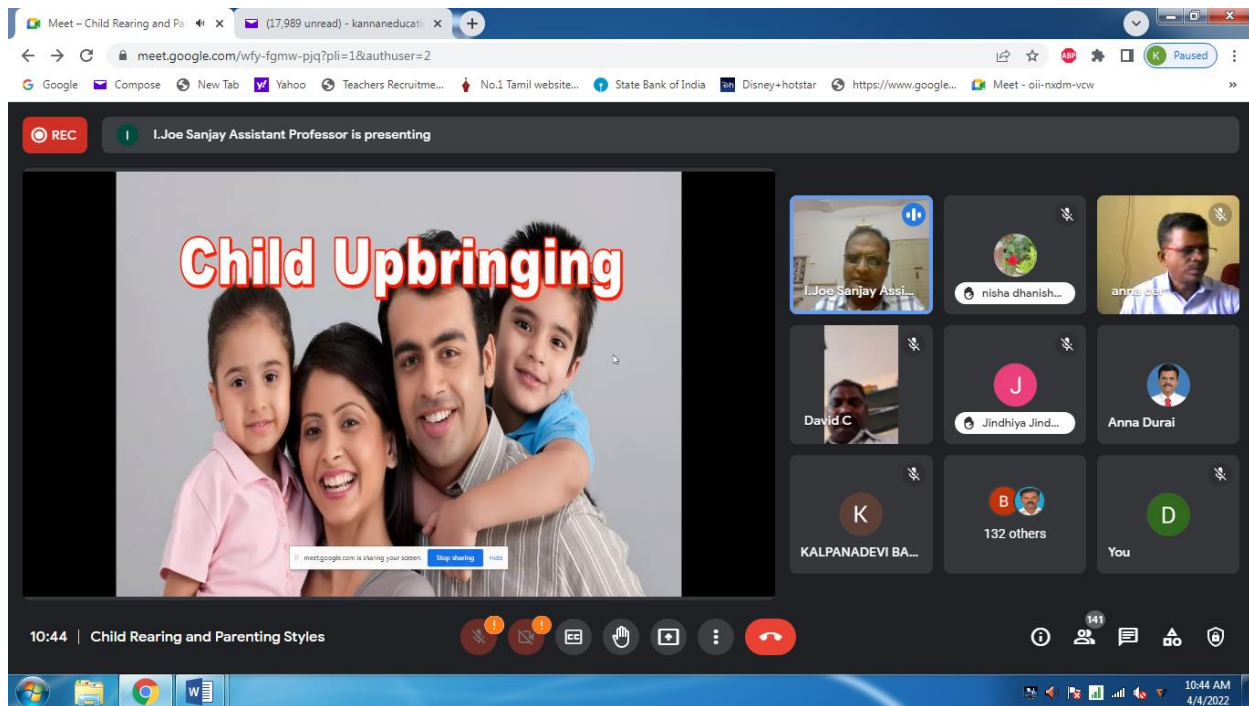 Meet – Child Rearing and Pa
(17,989 unread) - kannaneducati
meet.google.com/wfy-fgmw-pjq?pli=1&authuser=2
ABP
K
Paused
Google
Compose
New Tab
Yahoo
Teachers Recruitme...
No.1 Tamil website...
State Bank of India
Disney+hotstar
https://www.google...
Meet - oii-nxdm-vcw
»
REC
I
I.Joe Sanjay Assistant Professor is presenting
Child Upbringing
meet.google.com is sharing your screen.
Stop sharing
Hide
I.Joe Sanjay Assi...
nisha dhanish...
David C
J
Jindhiya Jind...
Anna Durai
K
KALPANADEVI BA...
B
132 others
D
You
10:44 | Child Rearing and Parenting Styles
CC
141
10:44 AM
4/4/2022